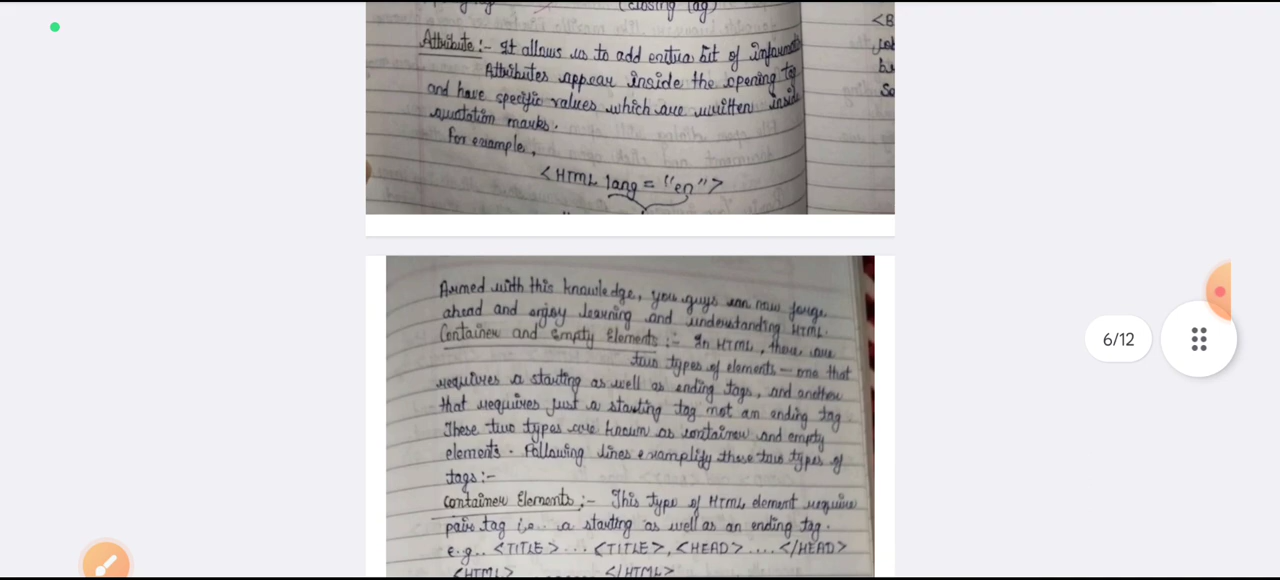 (closing tag)
Attribute :- It allows us to add extra bit of
Attributes appear inside the opening tag
and have specific values which are written inside
quotation marks.
For example,
<HTML lang = "en">
<B
So
Armed with this knowledge, you guys can now forge
ahead and enjoy learning and understanding HTML.
Container and Empty Elements :- In HTML, there are
two types of elements - one that
requires a starting as well as ending tags, and another
that requires just a starting tag not an ending tag
These two types are known as container and empty
elements. Following lines examplify these two types of
tags :-
Container Elements :- This type of HTML element require
pair tag i.e.. a starting as well as an ending tag.
e.g.. <TITLE> ... <TITLE>, <HEAD> .... </HEAD>
<HTML> ...... </HTML>
6/12